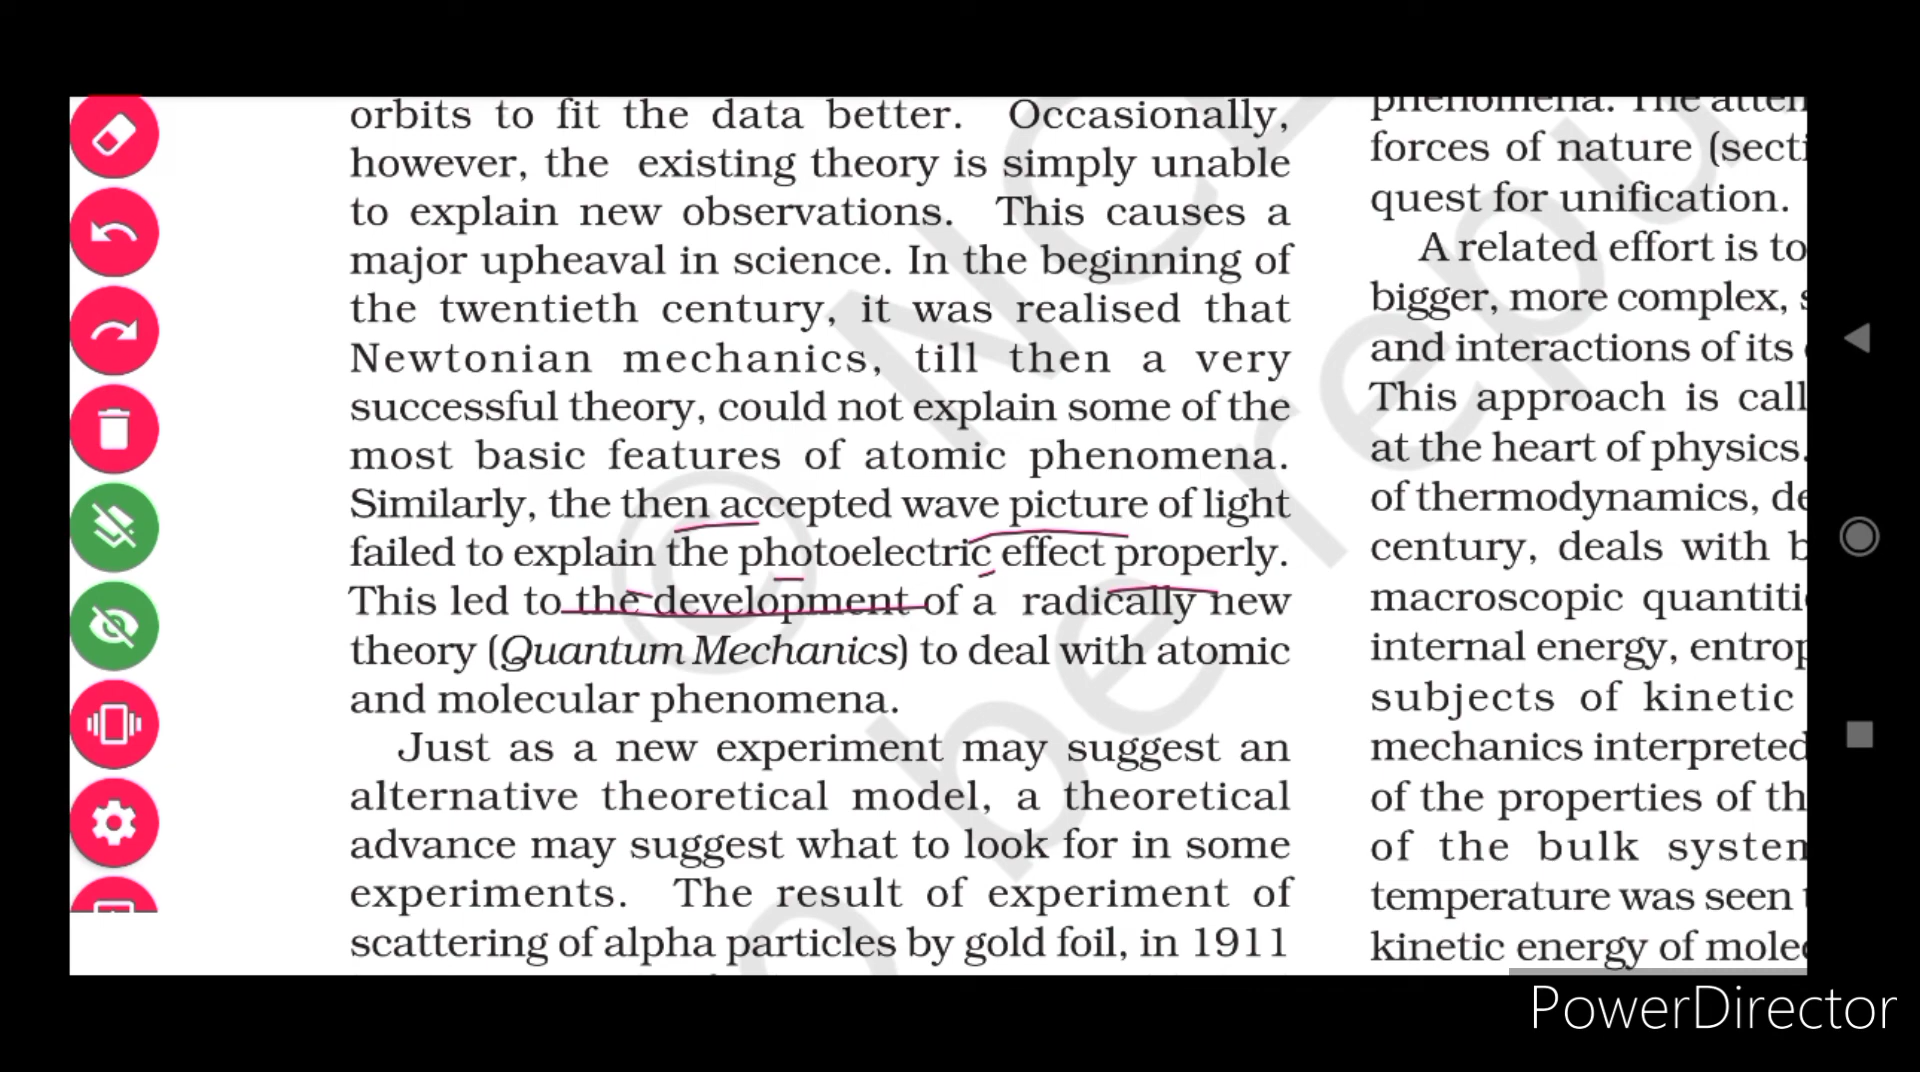 orbits to fit the data better. Occasionally,
however, the existing theory is simply unable
to explain new observations. This causes a
major upheaval in science. In the beginning of
the twentieth century, it was realised that
Newtonian mechanics, till then a very
successful theory, could not explain some of the
most basic features of atomic phenomena.
Similarly, the then accepted wave picture of light
failed to explain the photoelectric effect properly.
This led to the development of a radically new
theory (Quantum Mechanics) to deal with atomic
and molecular phenomena.
Just as a new experiment may suggest an
alternative theoretical model, a theoretical
advance may suggest what to look for in some
experiments. The result of experiment of
scattering of alpha particles by gold foil, in 1911
phenomena. The
forces of nature
quest for unification.
A related effort is to
bigger, more complex,
and interactions of its
This approach is
at the heart of physics.
of thermodynamics,
century, deals with
macroscopic
internal energy,
subjects of kinetic
mechanics interpreted
of the properties of
of the bulk
temperature was seen
kinetic energy of
© be
PowerDirector